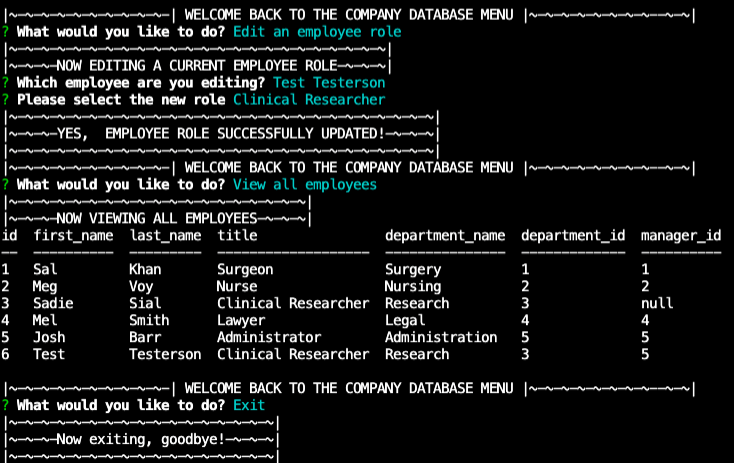 |~~~~~~~~~~~~~~~~~~~~| WELCOME BACK TO THE COMPANY DATABASE MENU |~~~~~~~~~~~~~~~~~~~~|
? What would you like to do? Edit an employee role
|~~~~~~~~~~~~~~~~~~~~~~~~~~~~~~~~~~~~~~~~~~~~~~~|
|~~~~~~NOW EDITING A CURRENT EMPLOYEE ROLE~~~~~~|
? Which employee are you editing? Test Testerson
? Please select the new role Clinical Researcher
|~~~~~~~~~~~~~~~~~~~~~~~~~~~~~~~~~~~~~~~~~~~~~~~~~~~~~|
|~~~~~~YES,  EMPLOYEE ROLE SUCCESSFULLY UPDATED!~~~~~~|
|~~~~~~~~~~~~~~~~~~~~~~~~~~~~~~~~~~~~~~~~~~~~~~~~~~~~~|
|~~~~~~~~~~~~~~~~~~~~| WELCOME BACK TO THE COMPANY DATABASE MENU |~~~~~~~~~~~~~~~~~~~~|
? What would you like to do? View all employees
|~~~~~~~~~~~~~~~~~~~~~~~~~~~~~~~~~~~~~|
|~~~~~~NOW VIEWING ALL EMPLOYEES~~~~~~|
id  first_name  last_name  title                department_name  department_id  manager_id
--  ----------  ---------  -------------------  ---------------  -------------  ----------
1   Sal         Khan       Surgeon              Surgery          1              1
2   Meg         Voy        Nurse                Nursing          2              2
3   Sadie       Sial       Clinical Researcher  Research         3              null
4   Mel         Smith      Lawyer               Legal            4              4
5   Josh        Barr       Administrator        Administration   5              5
6   Test        Testerson  Clinical Researcher  Research         3              5
|~~~~~~~~~~~~~~~~~~~~| WELCOME BACK TO THE COMPANY DATABASE MENU |~~~~~~~~~~~~~~~~~~~~|
? What would you like to do? Exit
|~~~~~~~~~~~~~~~~~~~~~~~~~~~~~~~~~|
|~~~~~~Now exiting, goodbye!~~~~~~|
|~~~~~~~~~~~~~~~~~~~~~~~~~~~~~~~~~|